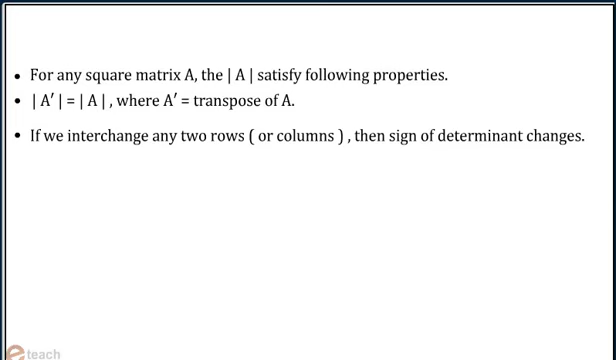 • For any square matrix A, the | A | satisfy following properties.
• | A′ | = | A | , where A′ = transpose of A.
• If we interchange any two rows ( or columns ) , then sign of determinant changes.
e teach